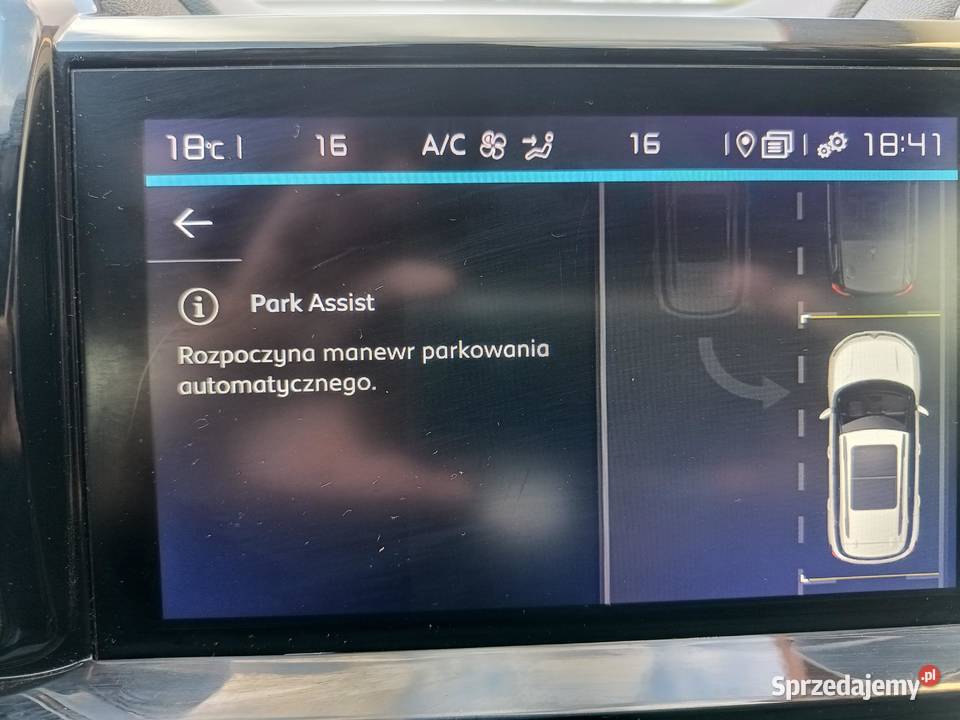 18°C 16 A/C 16 18:41
Park Assist
Rozpoczyna manewr parkowania
automatycznego.
Sprzedajemy.pl